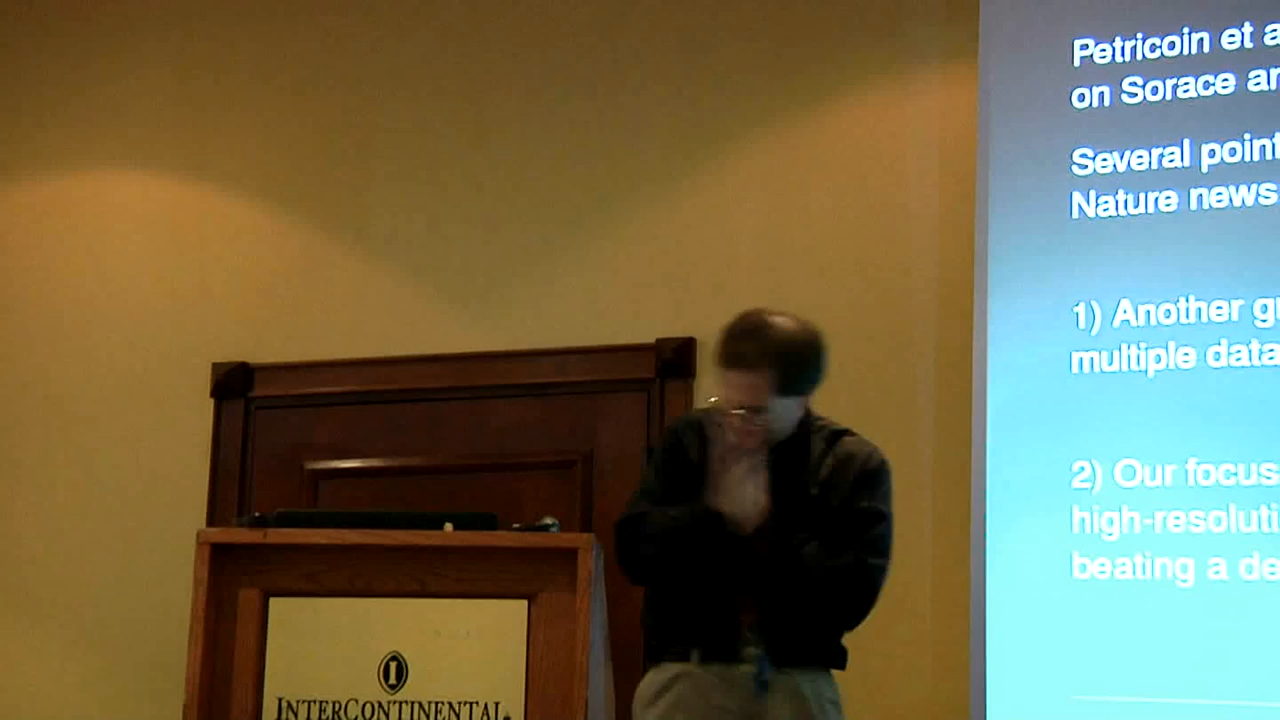 Petricoin et a
on Sorace an
Several point
Nature news
1) Another gr
multiple data
2) Our focus
high-resoluti
beating a de
I
INTERCONTINENTAL